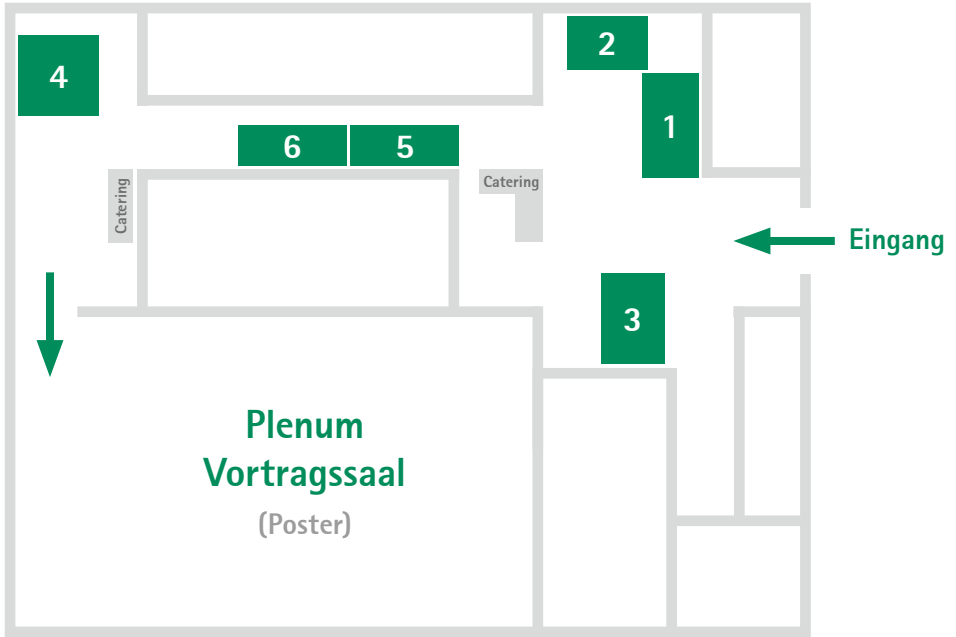 2
4
1
6
5
Catering
Catering
Eingang
3
Plenum
Vortragssaal
(Poster)